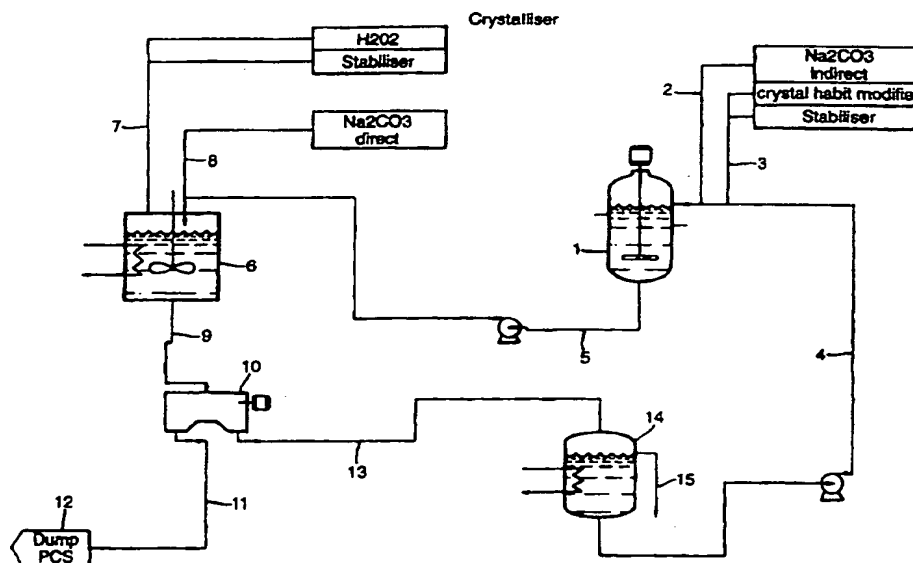 Crystalliser
H2O2
Stabiliser
Na2CO3
direct
Na2CO3
Indirect
crystal habit modifie
Stabiliser
2
3
7
8
1
6
5
4
9
10
13
14
15
11
12
Dump
PCS